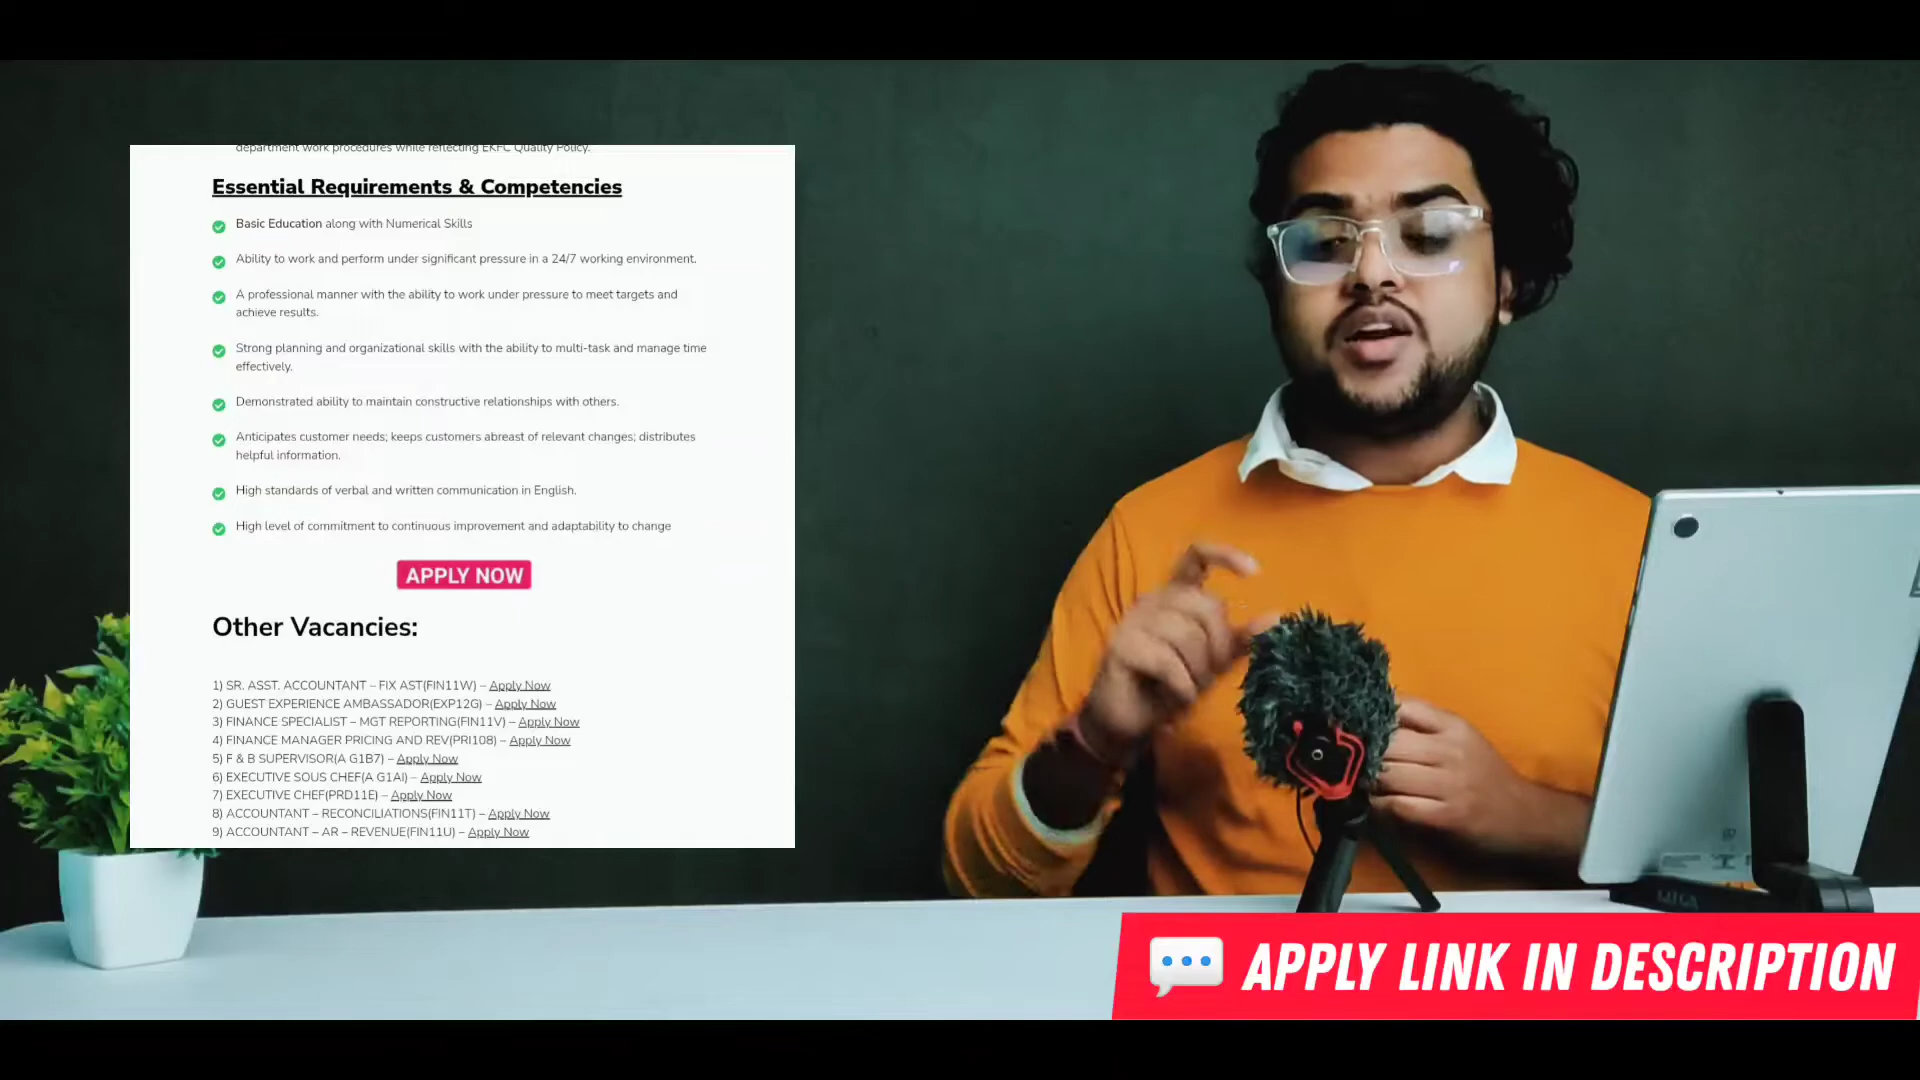 department work procedures while reflecting EKFC Quality Policy.
Essential Requirements & Competencies
Basic Education along with Numerical Skills
Ability to work and perform under significant pressure in a 24/7 working environment.
A professional manner with the ability to work under pressure to meet targets and
achieve results.
Strong planning and organizational skills with the ability to multi-task and manage time
effectively.
Demonstrated ability to maintain constructive relationships with others.
Anticipates customer needs; keeps customers abreast of relevant changes; distributes
helpful information.
High standards of verbal and written communication in English.
High level of commitment to continuous improvement and adaptability to change
APPLY NOW
Other Vacancies:
1) SR. ASST. ACCOUNTANT – FIX AST(FIN11W) – Apply Now
2) GUEST EXPERIENCE AMBASSADOR(EXP12G) – Apply Now
3) FINANCE SPECIALIST – MGT REPORTING(FIN11V) – Apply Now
4) FINANCE MANAGER PRICING AND REV(PRI108) – Apply Now
5) F & B SUPERVISOR(A G1B7) – Apply Now
6) EXECUTIVE SOUS CHEF(A G1AI) – Apply Now
7) EXECUTIVE CHEF(PRD11E) – Apply Now
8) ACCOUNTANT – RECONCILIATIONS(FIN11T) – Apply Now
9) ACCOUNTANT – AR – REVENUE(FIN11U) – Apply Now
APPLY LINK IN DESCRIPTION